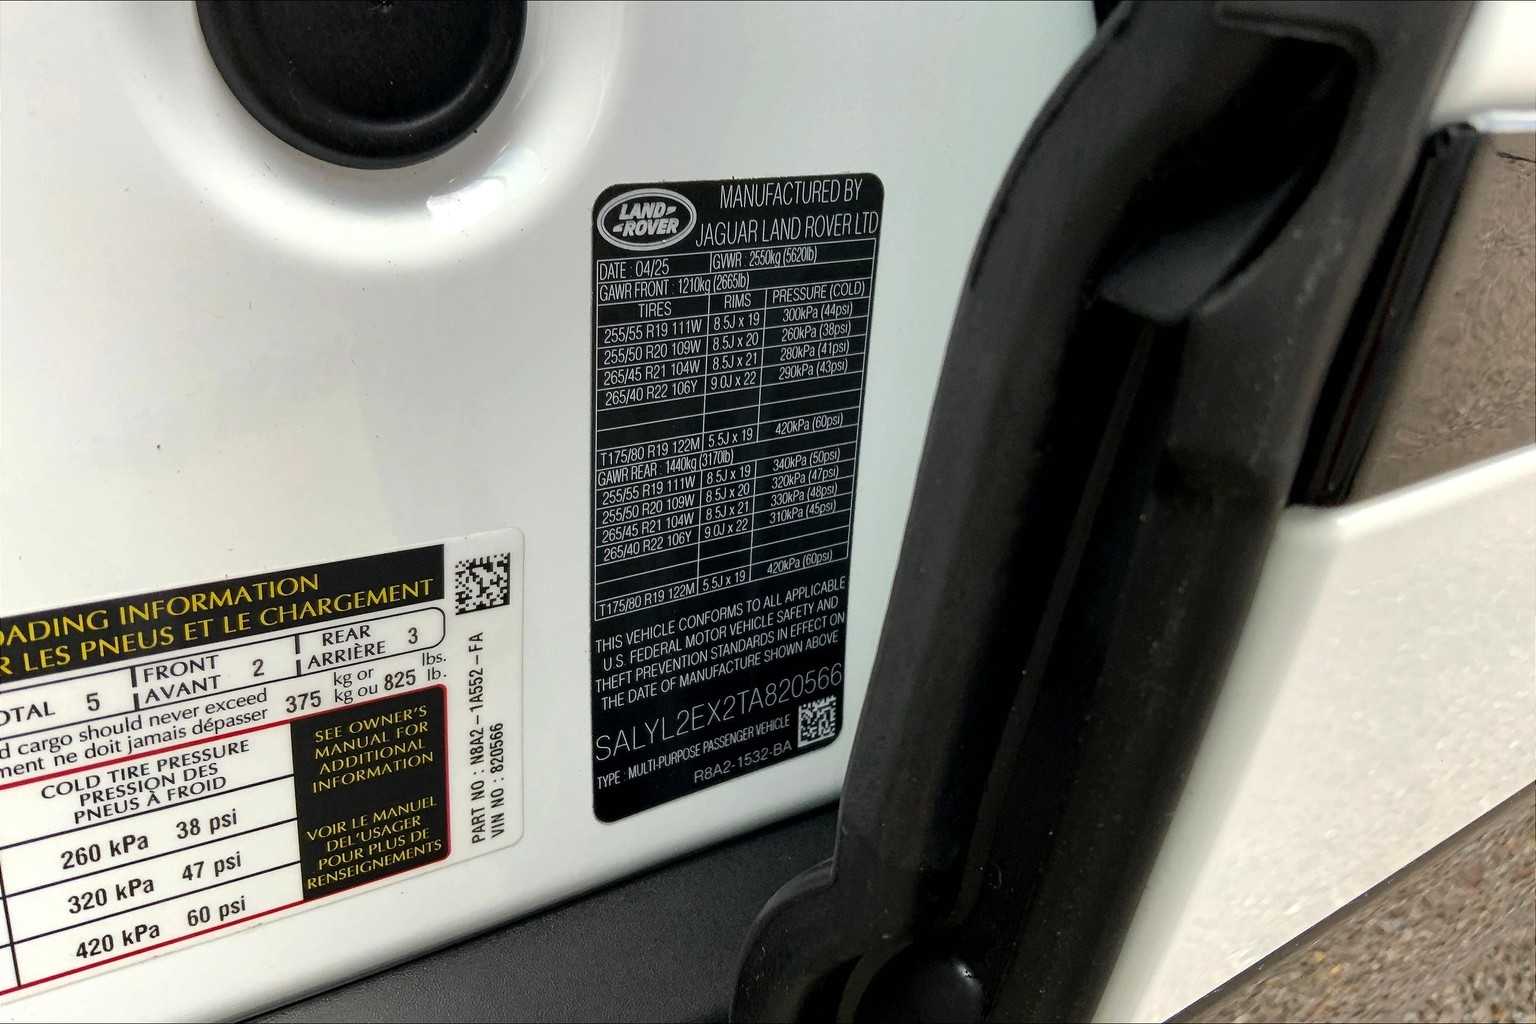 LAND-
-ROVER
MANUFACTURED BY
JAGUAR LAND ROVER LTD
DATE : 04/25 GVWR : 2550kg (5620lb)
GAWR FRONT : 1210kg (2665lb)
TIRES RIMS PRESSURE (COLD)
255/55 R19 111W 8.5J x 19 300kPa (44psi)
255/50 R20 109W 8.5J x 20 260kPa (38psi)
265/45 R21 104W 8.5J x 21 280kPa (41psi)
265/40 R22 106Y 9.0J x 22 290kPa (43psi)
T175/80 R19 122M 5.5J x 19 420kPa (60psi)
GAWR REAR : 1440kg (3170lb)
255/55 R19 111W 8.5J x 19 340kPa (50psi)
255/50 R20 109W 8.5J x 20 320kPa (47psi)
265/45 R21 104W 8.5J x 21 330kPa (48psi)
265/40 R22 106Y 9.0J x 22 310kPa (45psi)
T175/80 R19 122M 5.5J x 19 420kPa (60psi)
THIS VEHICLE CONFORMS TO ALL APPLICABLE
U.S. FEDERAL MOTOR VEHICLE SAFETY AND
THEFT PREVENTION STANDARDS IN EFFECT ON
THE DATE OF MANUFACTURE SHOWN ABOVE
SALYL2EX2TA820566
TYPE : MULTI-PURPOSE PASSENGER VEHICLE
R8A2-1532-BA
OADING INFORMATION
R LES PNEUS ET LE CHARGEMENT
OTAL 5 FRONT AVANT 2 REAR ARRIÈRE 3
d cargo should never exceed 375 kg or 825 lbs.
ment ne doit jamais dépasser kg ou lb.
COLD TIRE PRESSURE
PRESSION DES
PNEUS À FROID
260 kPa 38 psi
320 kPa 47 psi
420 kPa 60 psi
SEE OWNER'S
MANUAL FOR
ADDITIONAL
INFORMATION
VOIR LE MANUEL
DEL'USAGER
POUR PLUS DE
RENSEIGNEMENTS
PART NO : N8A2-1A552-FA
VIN NO : 820566